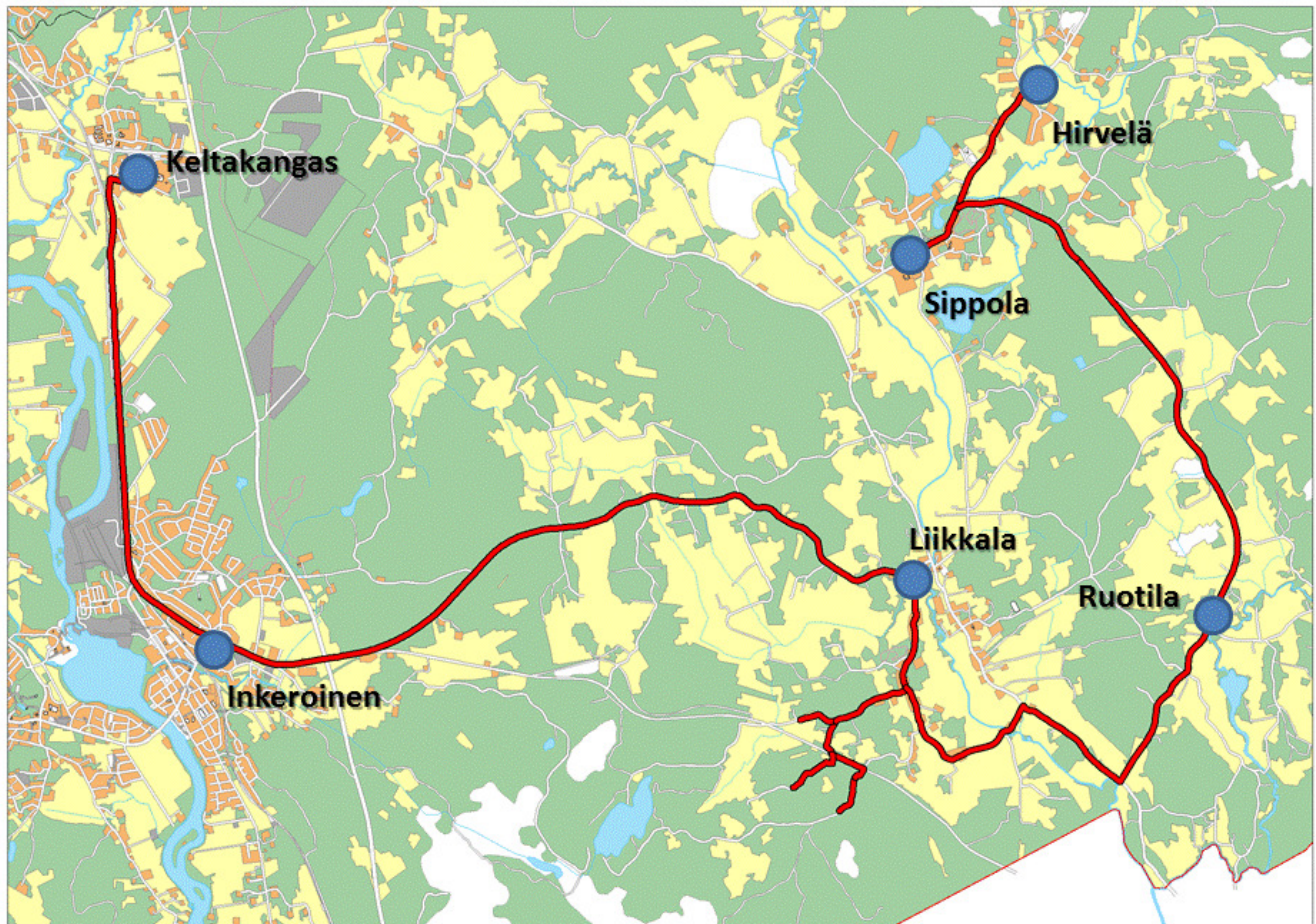 Hirvelä
Keltakangas
Sippola
Liikkala
Ruotila
Inkeroinen